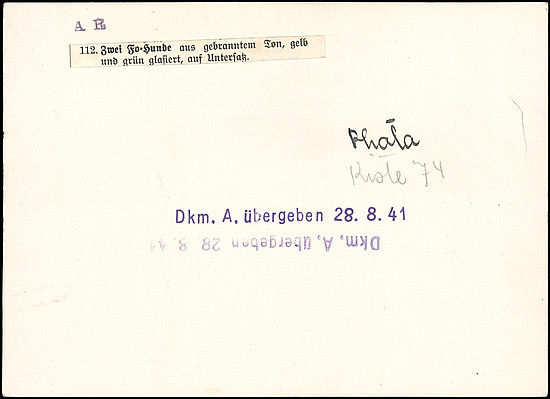 A R
112. Zwei Fo-Hunde aus gebranntem Ton, gelb
und grün glasiert, auf Untersatz.
Kiste 74
Dkm. A. übergeben 28. 8. 41
Dkm. A. übergeben 28. 8. 41